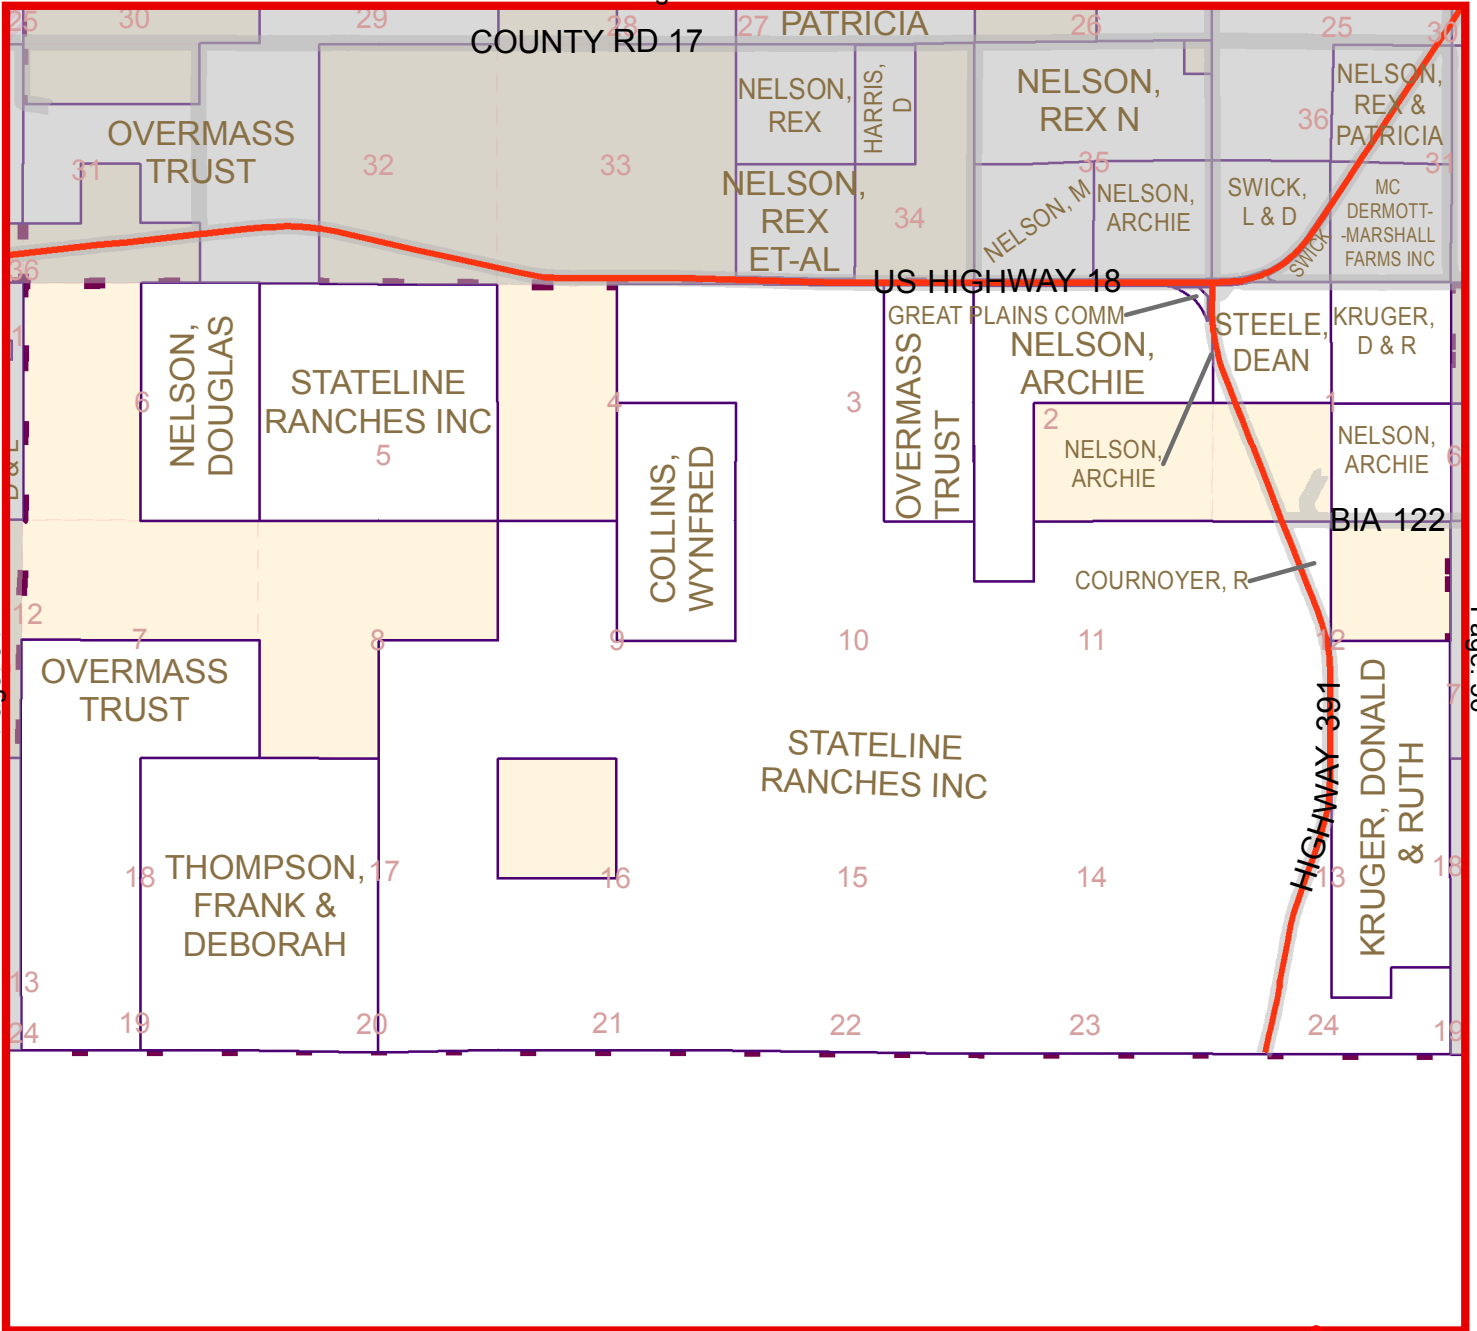 25
30
29
28
27
PATRICIA
26
25
30
COUNTY RD 17
OVERMASS
TRUST
31
32
33
NELSON,
REX
HARRIS,
D
NELSON,
REX N
36
NELSON,
REX &
PATRICIA
31
NELSON,
REX
ET-AL
34
35
NELSON, M
NELSON,
ARCHIE
SWICK,
L & D
SWICK
MC
DERMOTT-
-MARSHALL
FARMS INC
36
US HIGHWAY 18
GREAT PLAINS COMM
1
6
NELSON,
DOUGLAS
STATELINE
RANCHES INC
5
4
3
OVERMASS
TRUST
NELSON,
ARCHIE
2
STEELE,
DEAN
KRUGER,
D & R
1
NELSON,
ARCHIE
NELSON,
ARCHIE
6
D & L
COLLINS,
WYNFRED
BIA 122
COURNOYER, R
12
7
8
9
10
11
12
7
OVERMASS
TRUST
STATELINE
RANCHES INC
HIGHWAY 391
KRUGER, DONALD
& RUTH
18
THOMPSON,
FRANK &
DEBORAH
17
16
15
14
13
18
13
24
19
20
21
22
23
24
19